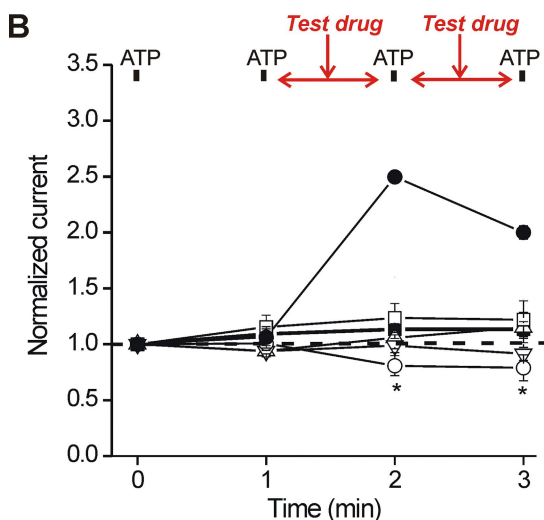 B
Test drug Test drug
ATP ATP ATP ATP
3.5
3.0
2.5
2.0
1.5
1.0
0.5
0.0
Normalized current
* *
0 1 2 3
Time (min)